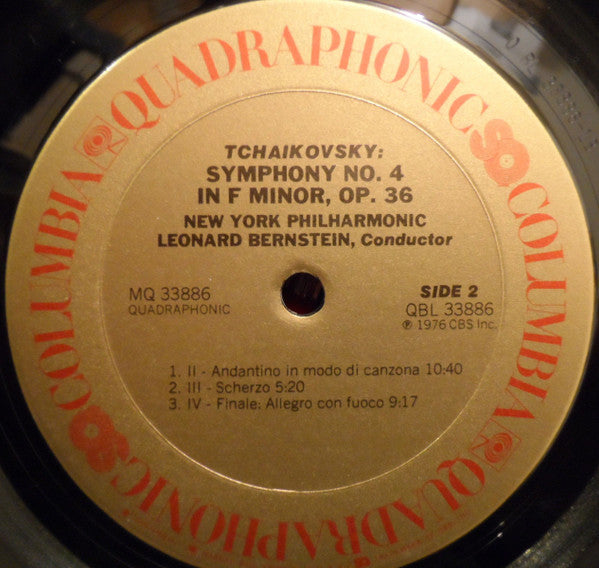 COLUMBIA QUADRAPHONIC SQ COLUMBIA QUADRAPHONIC SQ
TCHAIKOVSKY:
SYMPHONY NO. 4
IN F MINOR, OP. 36
NEW YORK PHILHARMONIC
LEONARD BERNSTEIN, Conductor
MQ 33886
QUADRAPHONIC
SIDE 2
QBL 33886
℗ 1976 CBS Inc.
1. II - Andantino in modo di canzona 10:40
2. III - Scherzo 5:20
3. IV - Finale: Allegro con fuoco 9:17